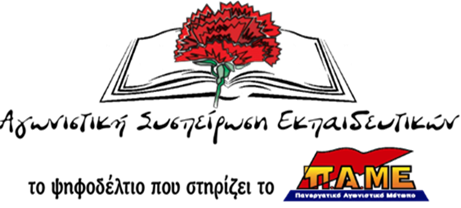 Αγωνιστική Συσπείρωση Εκπαιδευτικών
το ψηφοδέλτιο που στηρίζει το
ΠΑΜΕ
Πανεργατικό Αγωνιστικό Μέτωπο